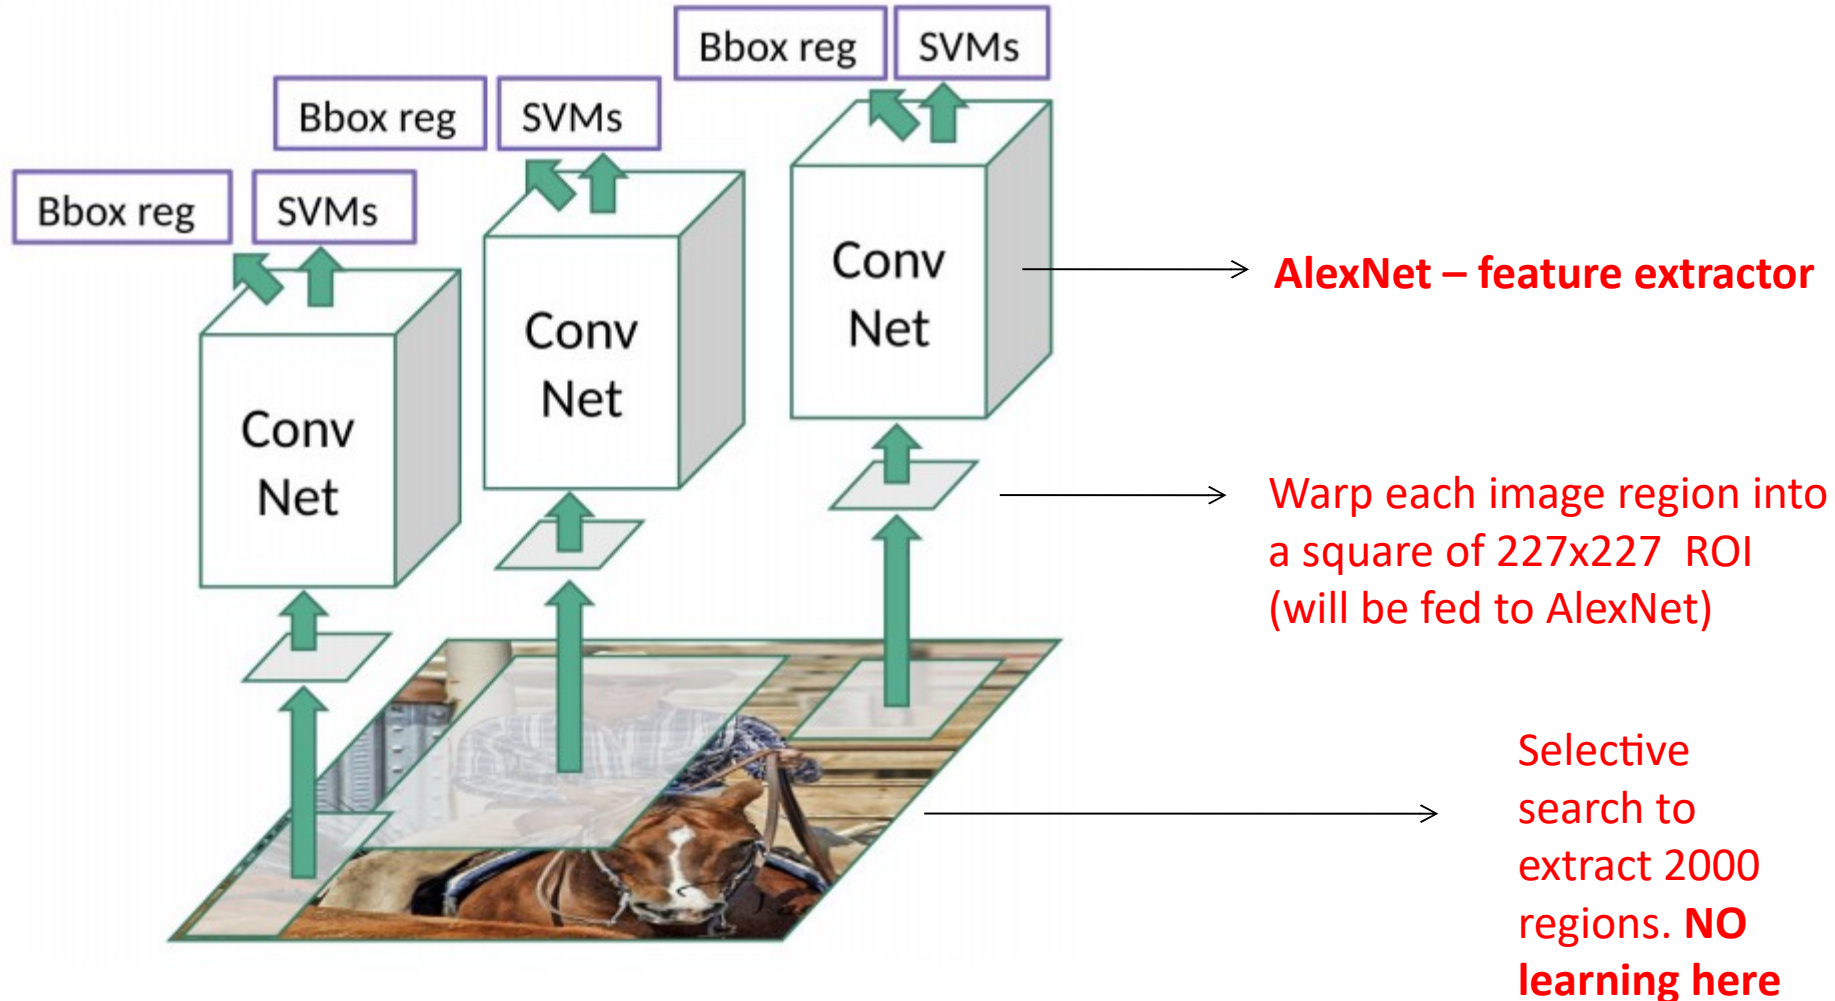 Bbox reg
SVMs
Bbox reg
SVMs
Bbox reg
SVMs
Conv
Net
Conv
Net
Conv
Net
AlexNet – feature extractor
Warp each image region into
a square of 227x227 ROI
(will be fed to AlexNet)
Selective
search to
extract 2000
regions. NO
learning here